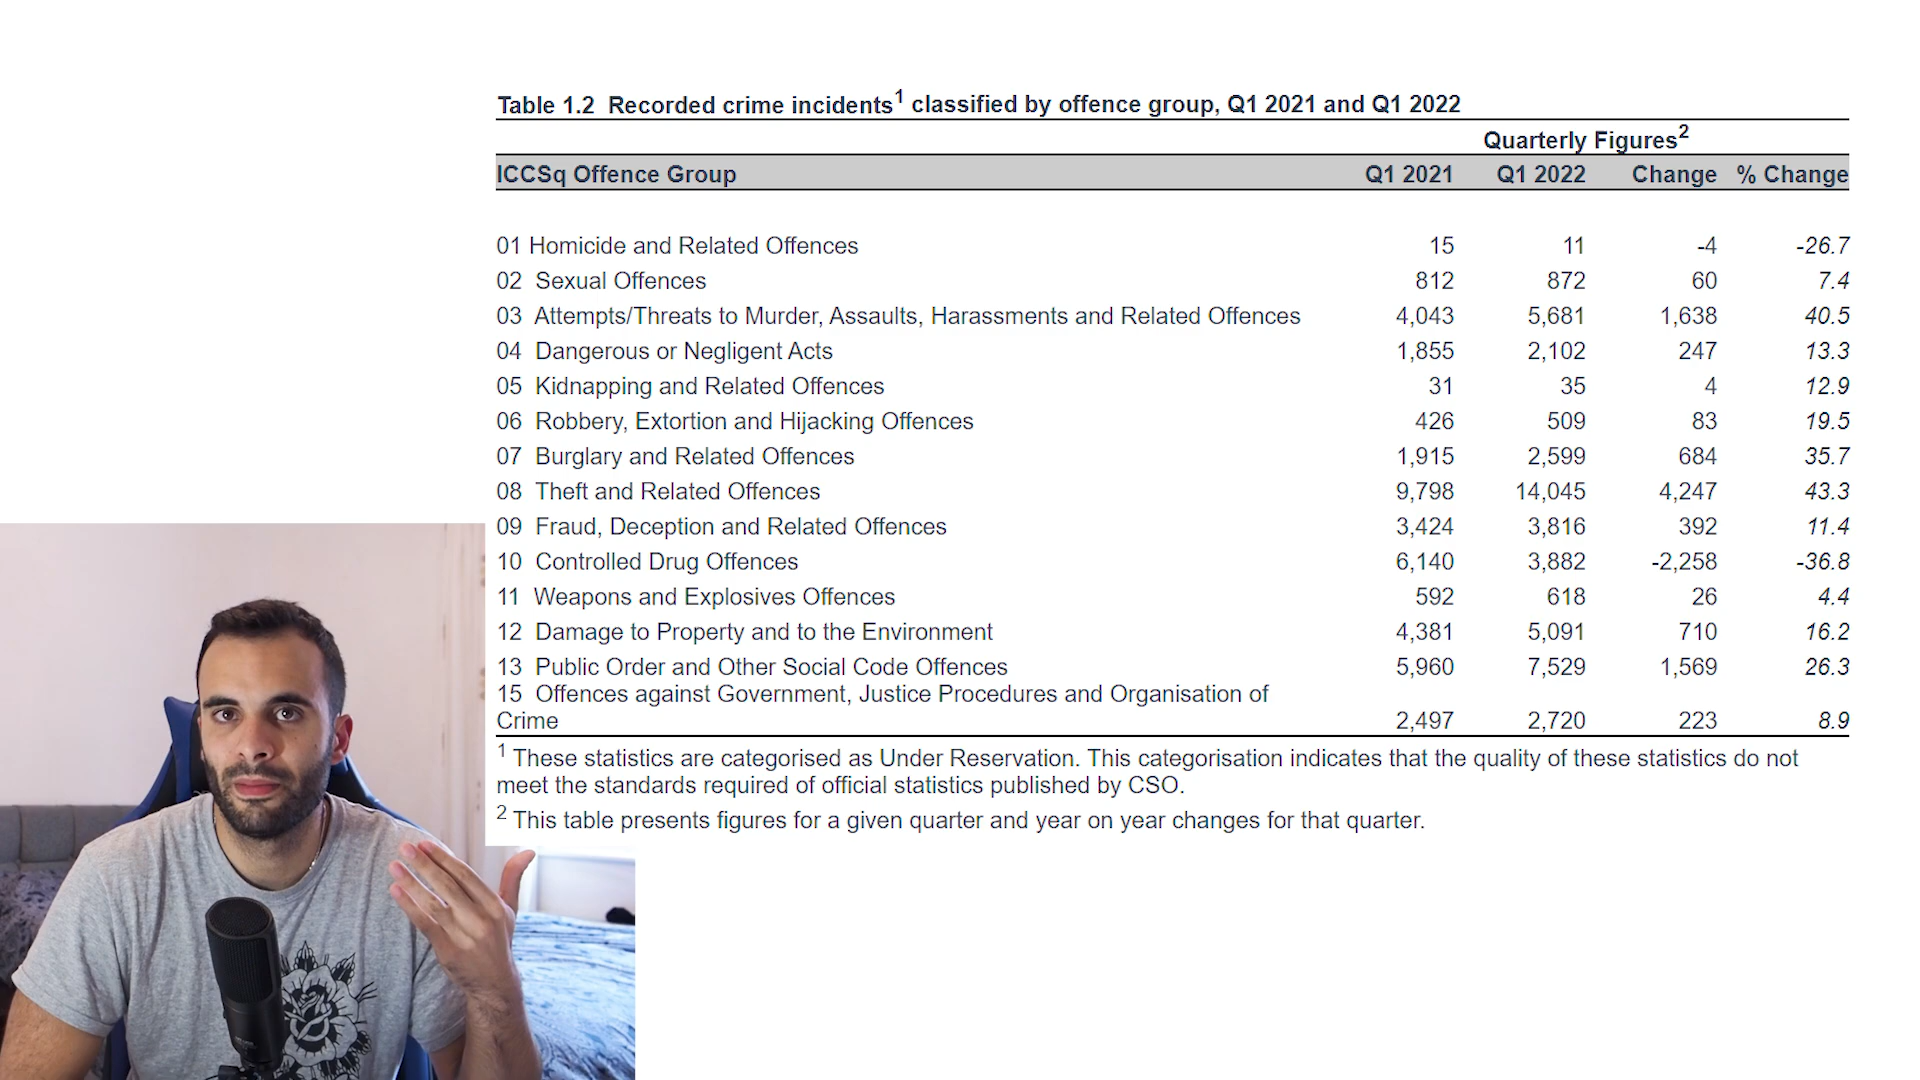 Table 1.2 Recorded crime incidents1 classified by offence group, Q1 2021 and Q1 2022
Quarterly Figures2
ICCSq Offence Group Q1 2021 Q1 2022 Change % Change
01 Homicide and Related Offences 15 11 -4 -26.7
02 Sexual Offences 812 872 60 7.4
03 Attempts/Threats to Murder, Assaults, Harassments and Related Offences 4,043 5,681 1,638 40.5
04 Dangerous or Negligent Acts 1,855 2,102 247 13.3
05 Kidnapping and Related Offences 31 35 4 12.9
06 Robbery, Extortion and Hijacking Offences 426 509 83 19.5
07 Burglary and Related Offences 1,915 2,599 684 35.7
08 Theft and Related Offences 9,798 14,045 4,247 43.3
09 Fraud, Deception and Related Offences 3,424 3,816 392 11.4
10 Controlled Drug Offences 6,140 3,882 -2,258 -36.8
11 Weapons and Explosives Offences 592 618 26 4.4
12 Damage to Property and to the Environment 4,381 5,091 710 16.2
13 Public Order and Other Social Code Offences 5,960 7,529 1,569 26.3
15 Offences against Government, Justice Procedures and Organisation of
Crime 2,497 2,720 223 8.9
1 These statistics are categorised as Under Reservation. This categorisation indicates that the quality of these statistics do not
meet the standards required of official statistics published by CSO.
2 This table presents figures for a given quarter and year on year changes for that quarter.